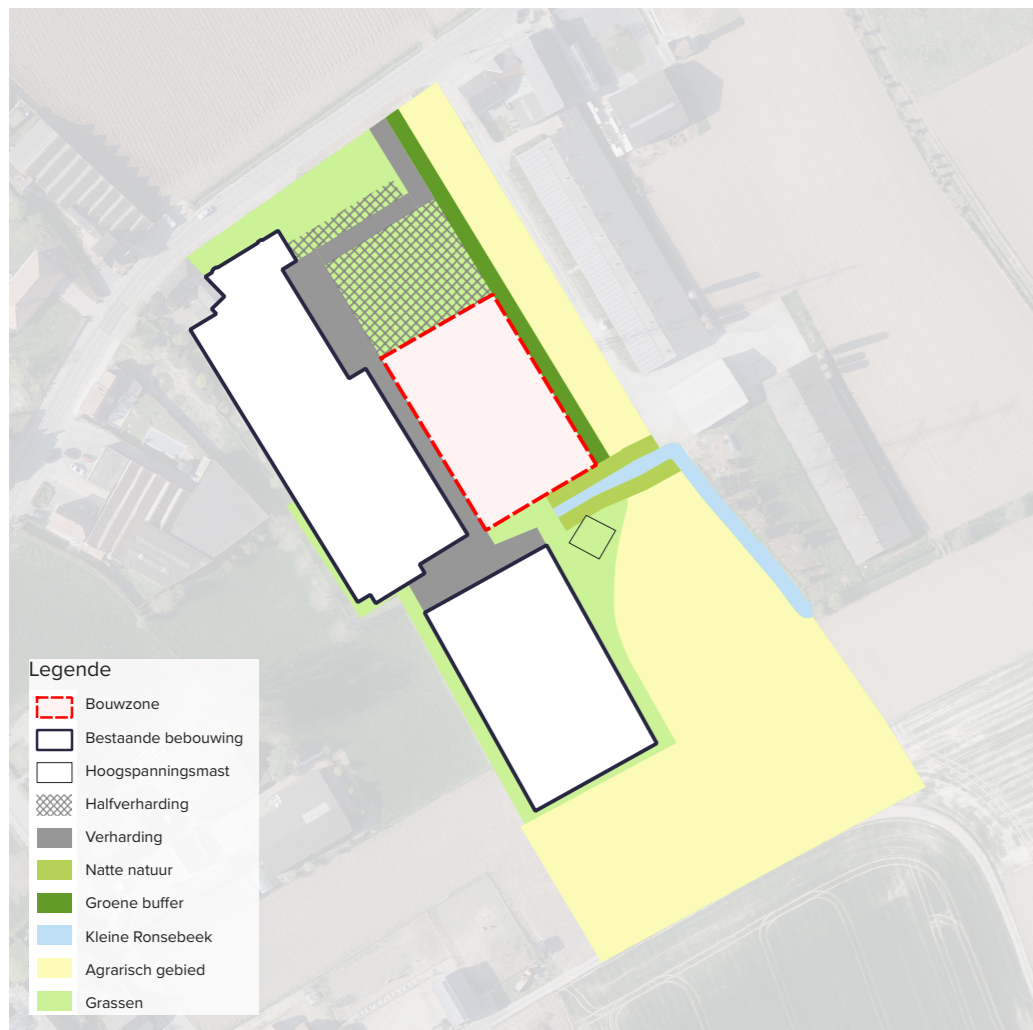 Legende
Bouwzone
Bestaande bebouwing
Hoogspanningsmast
Halfverharding
Verharding
Natte natuur
Groene buffer
Kleine Ronsebeek
Agrarisch gebied
Grassen